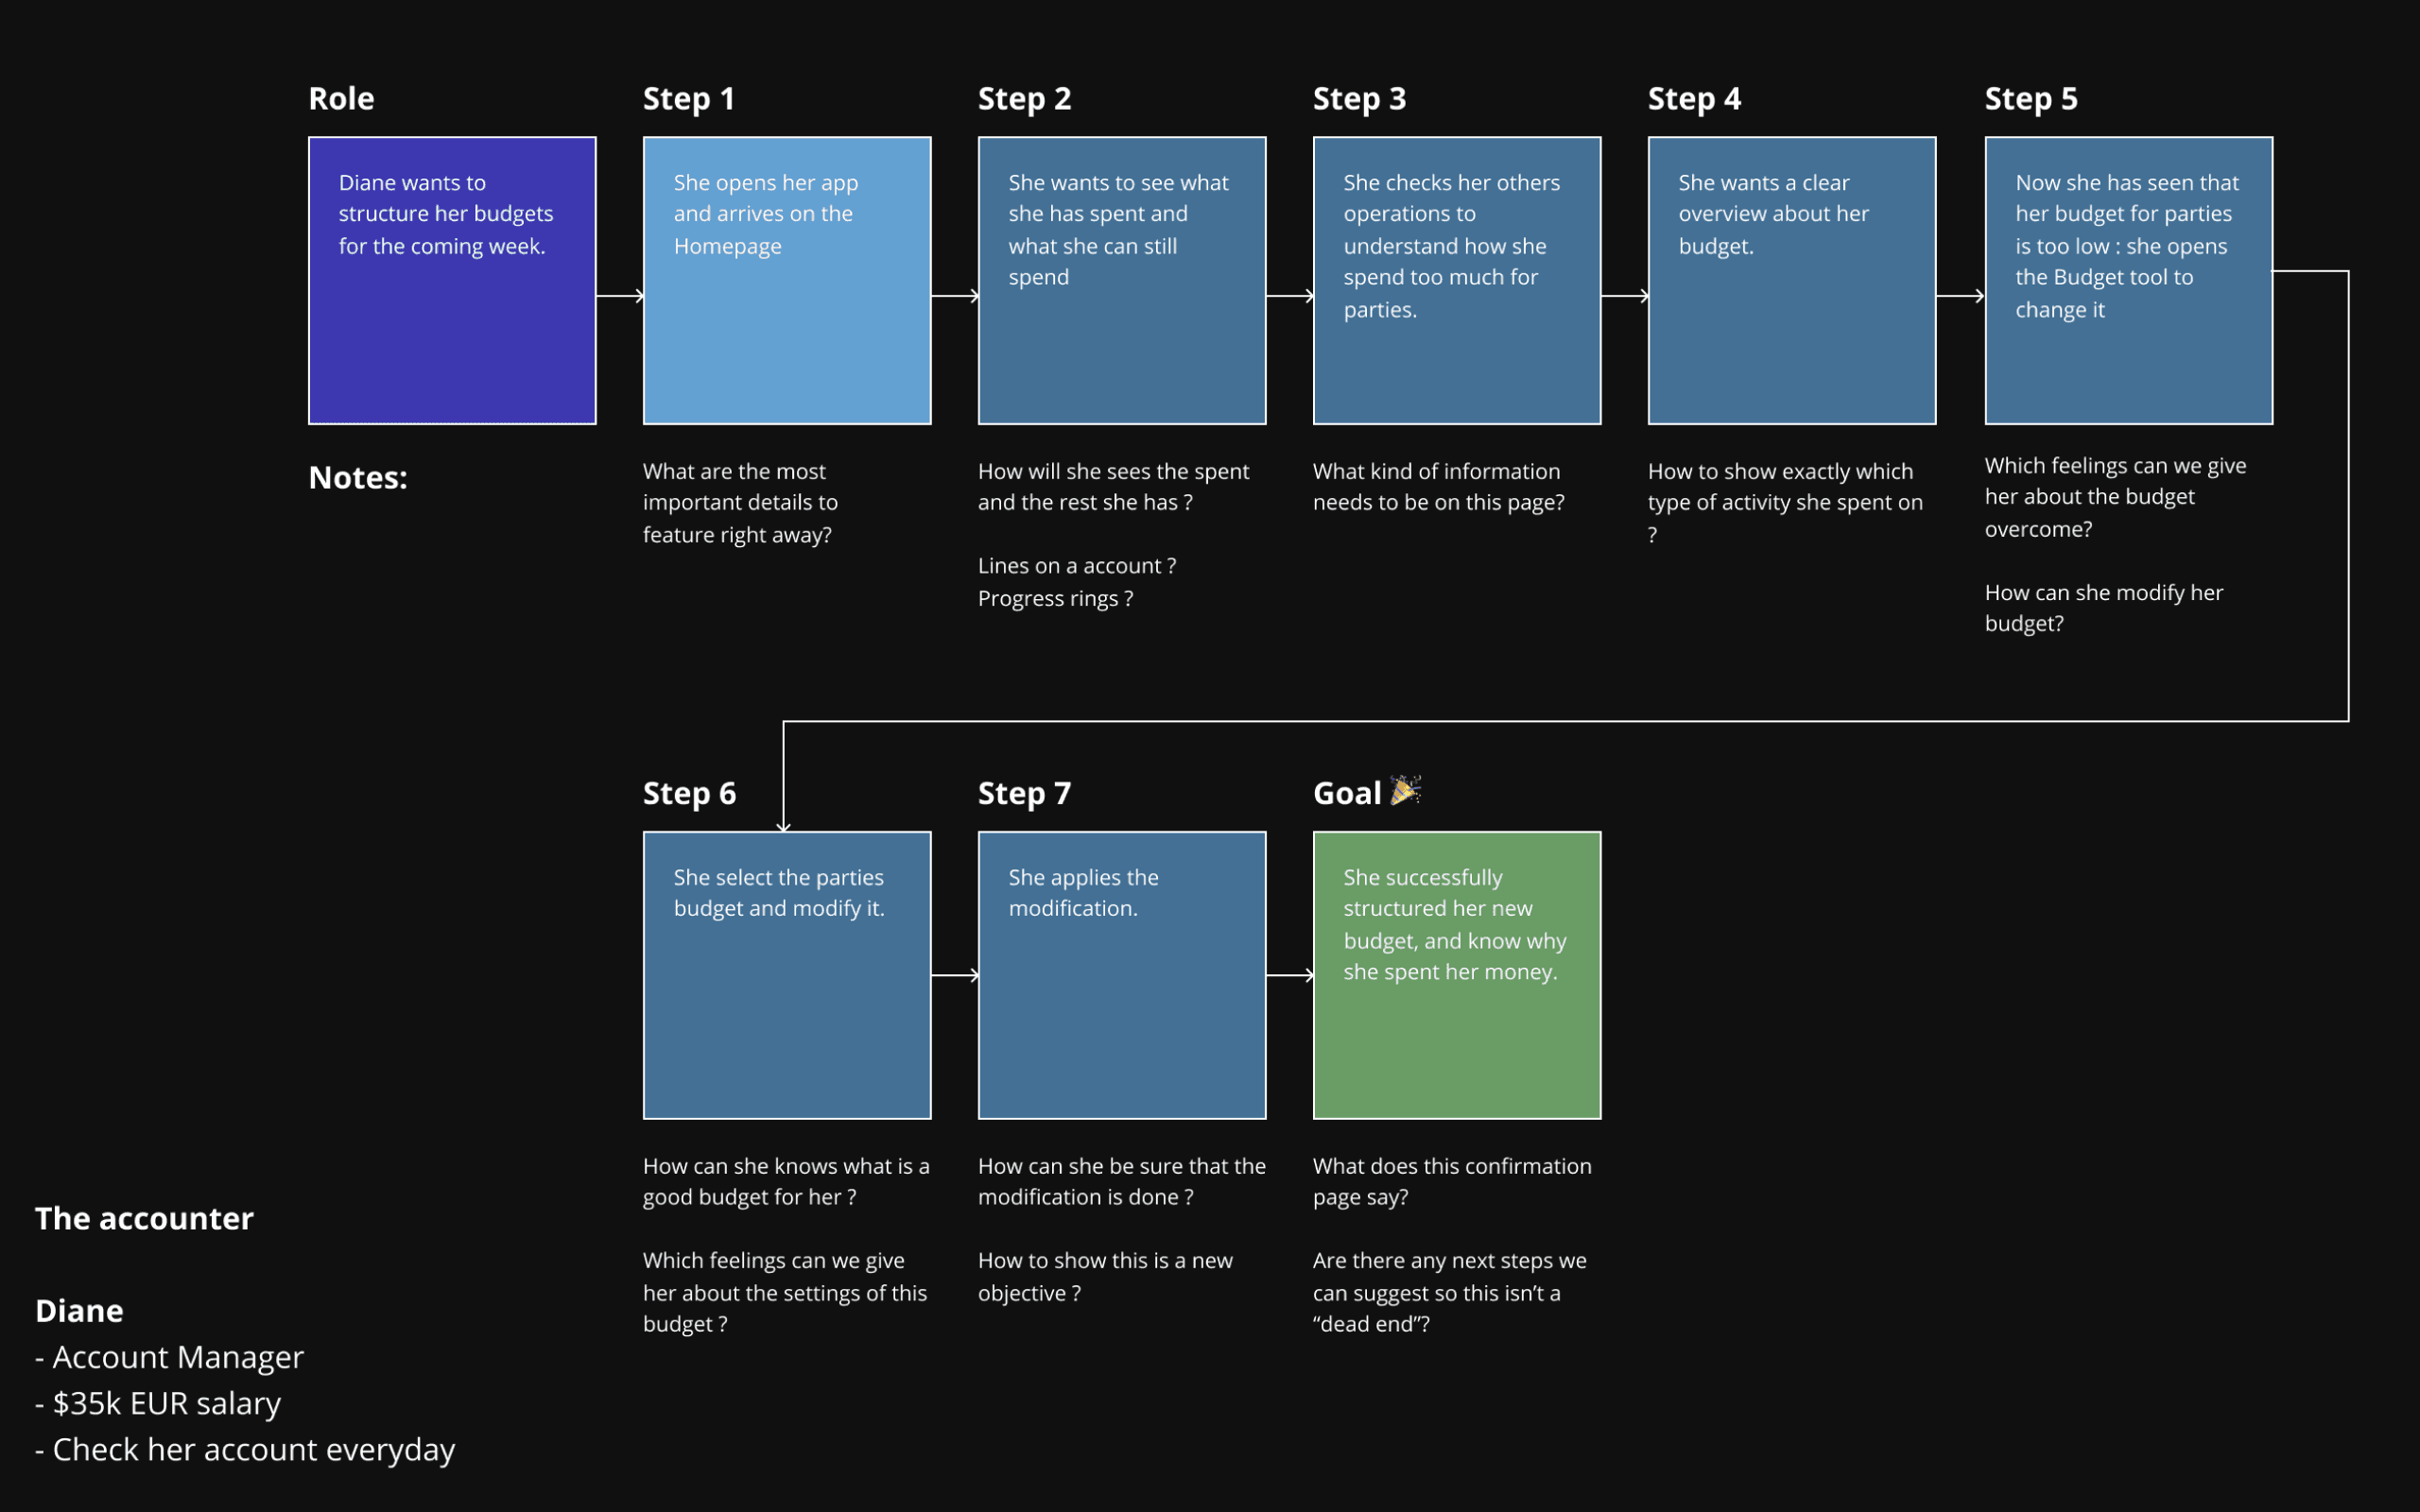 Role
Diane wants to
structure her budgets
for the coming week.
Notes:
Step 1
She opens her app
and arrives on the
Homepage
What are the most
important details to
feature right away?
Step 2
She wants to see what
she has spent and
what she can still
spend
How will she sees the spent
and the rest she has ?
Lines on a account ?
Progress rings ?
Step 3
She checks her others
operations to
understand how she
spend too much for
parties.
What kind of information
needs to be on this page?
Step 4
She wants a clear
overview about her
budget.
How to show exactly which
type of activity she spent on
?
Step 5
Now she has seen that
her budget for parties
is too low : she opens
the Budget tool to
change it
Which feelings can we give
her about the budget
overcome?
How can she modify her
budget?
Step 6
She select the parties
budget and modify it.
How can she knows what is a
good budget for her ?
Which feelings can we give
her about the settings of this
budget ?
Step 7
She applies the
modification.
How can she be sure that the
modification is done ?
How to show this is a new
objective ?
Goal 🎉
She successfully
structured her new
budget, and know why
she spent her money.
What does this confirmation
page say?
Are there any next steps we
can suggest so this isn’t a
“dead end”?
The accounter
Diane
- Account Manager
- $35k EUR salary
- Check her account everyday